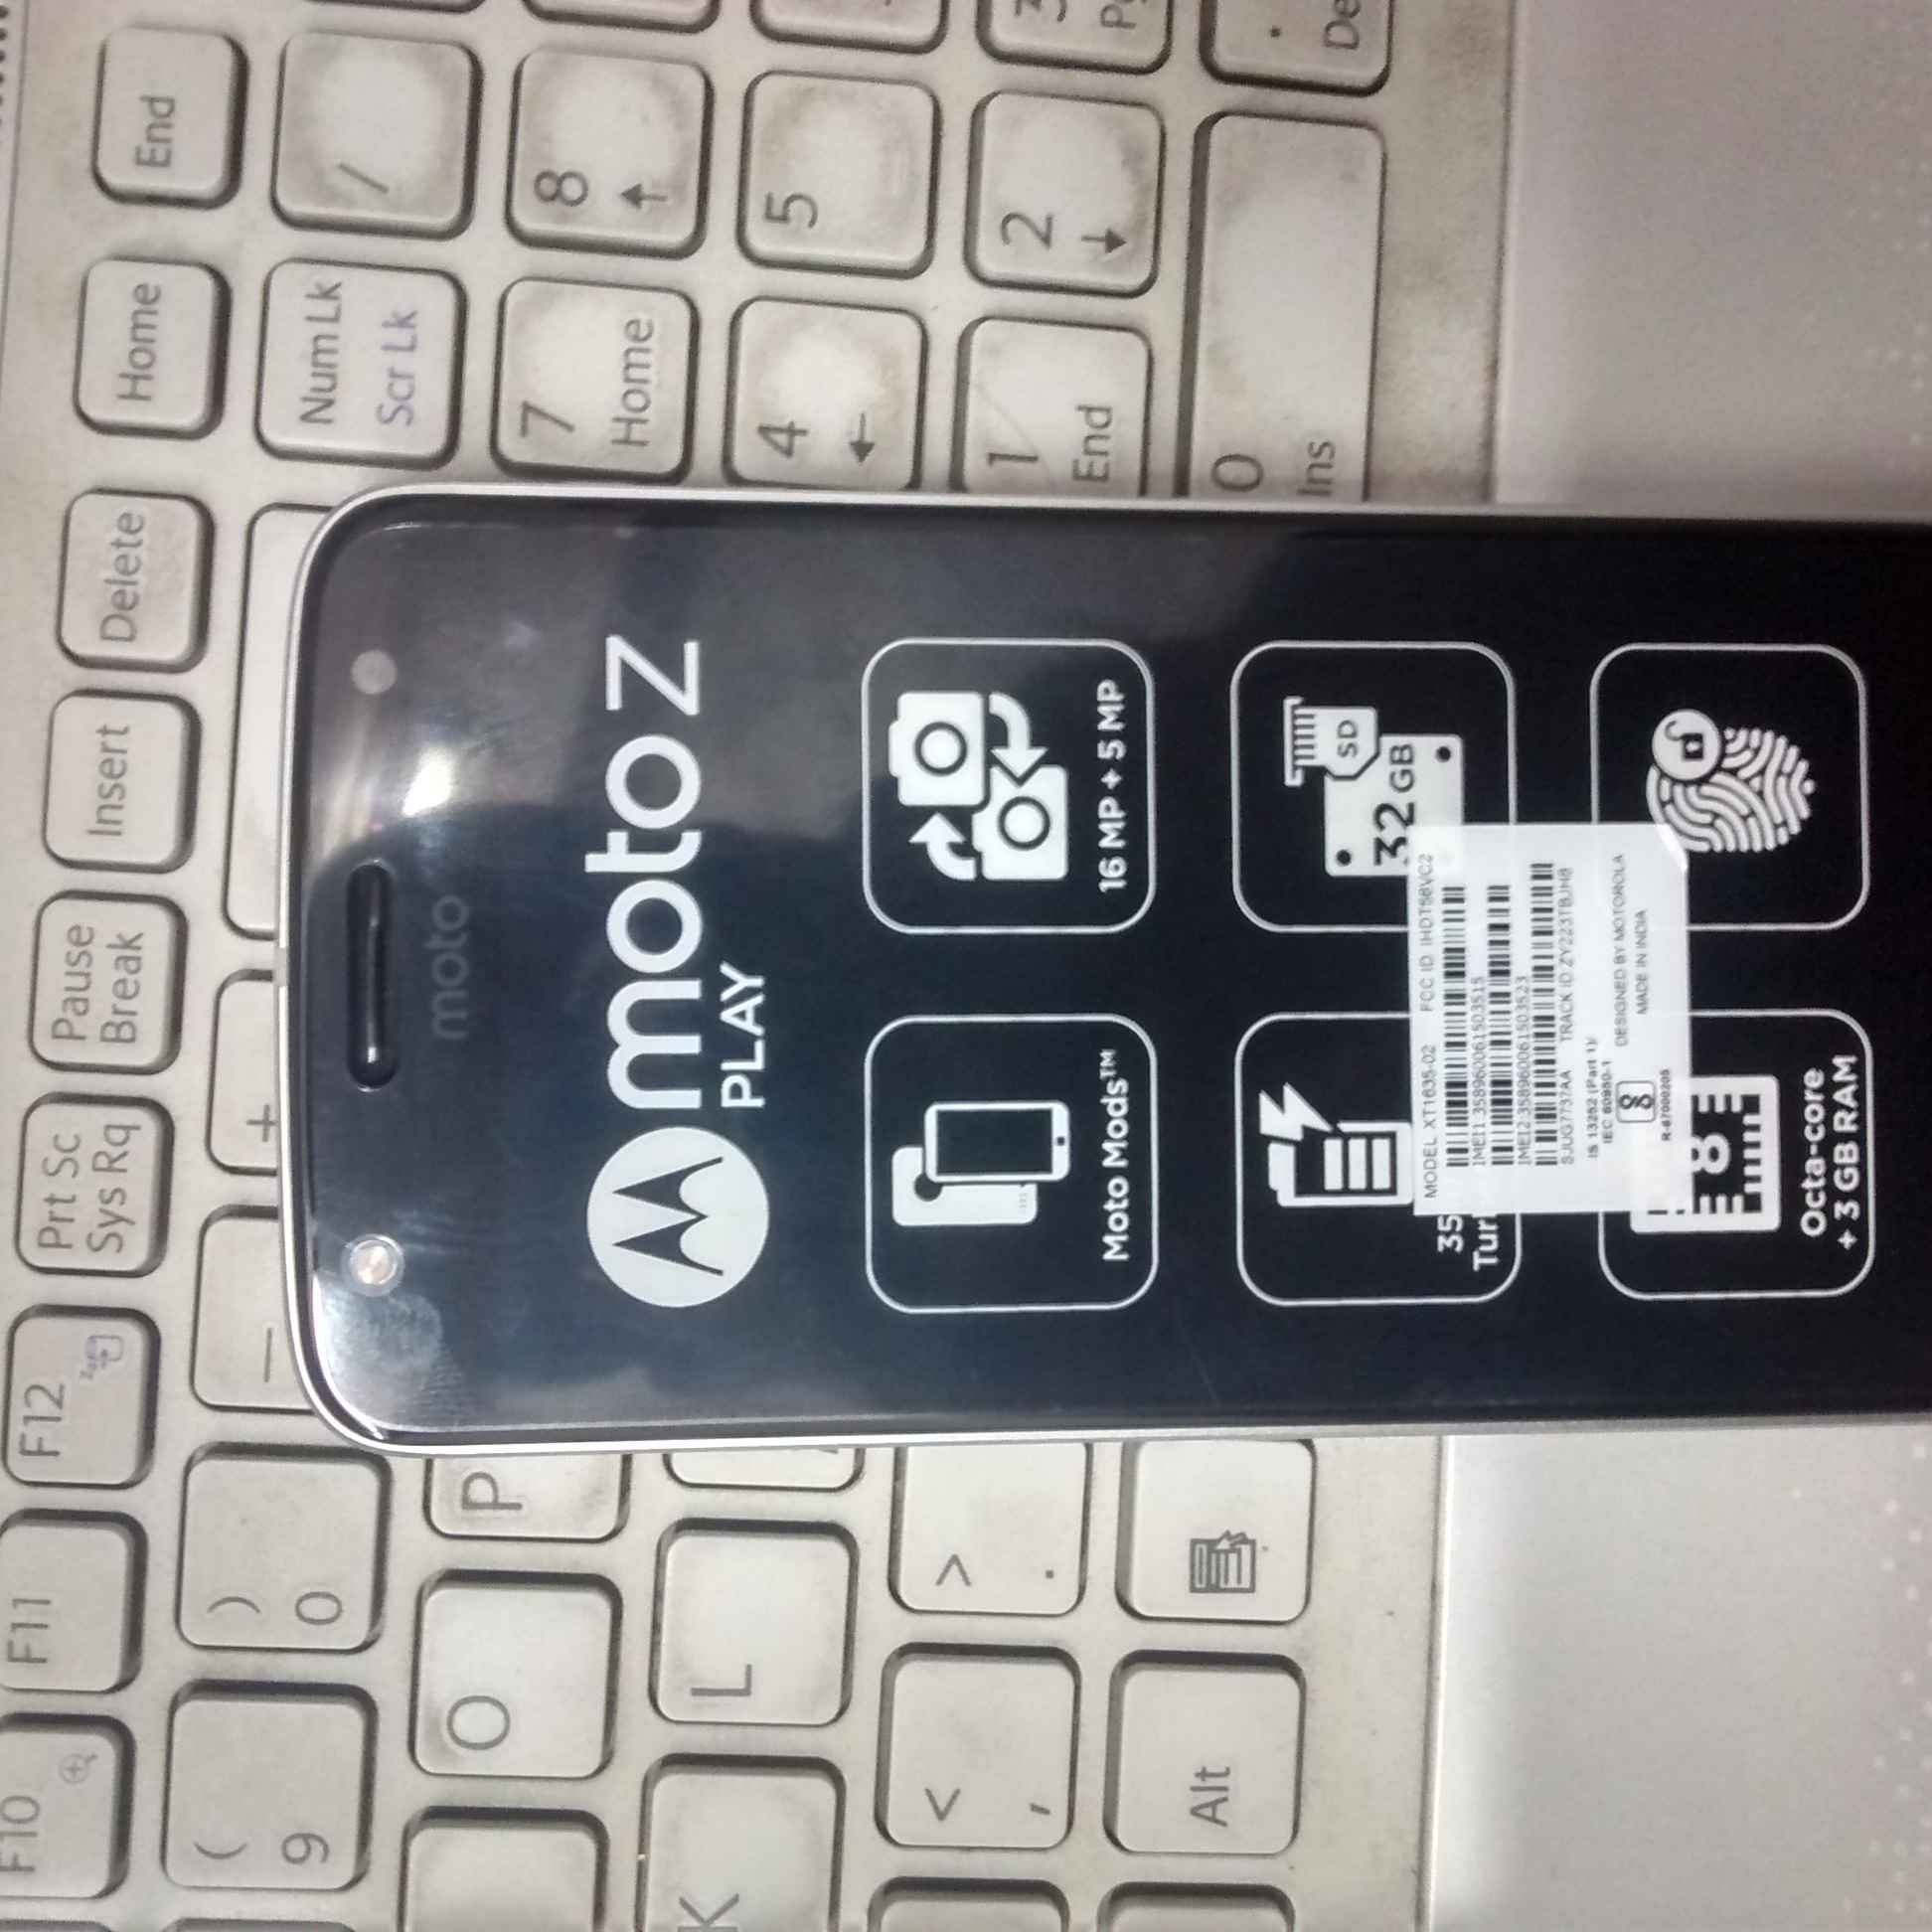 moto
moto Z
PLAY
Moto Mods™
16 MP + 5 MP
35
Tur
32 GB
SD
MODEL XT1635-02 FCC ID IHDT56VC2
IMEI1 358960061503515
IMEI2 358960061503523
SJUG7737AA TRACK ID ZY223TBJH8
IS 13252 (Part 1)/
IEC 60950-1
DESIGNED BY MOTOROLA
MADE IN INDIA
8
Octa-core
+ 3 GB RAM
F10
F11
F12
Prt Sc
Sys Rq
Pause
Break
Insert
Delete
Home
End
(
9
)
0
–
+
Num Lk
Scr Lk
/
O
P
7
Home
8
↑
K
L
4
←
5
<
,
>
.
1
End
2
↓
3
Alt
0
Ins
.
De